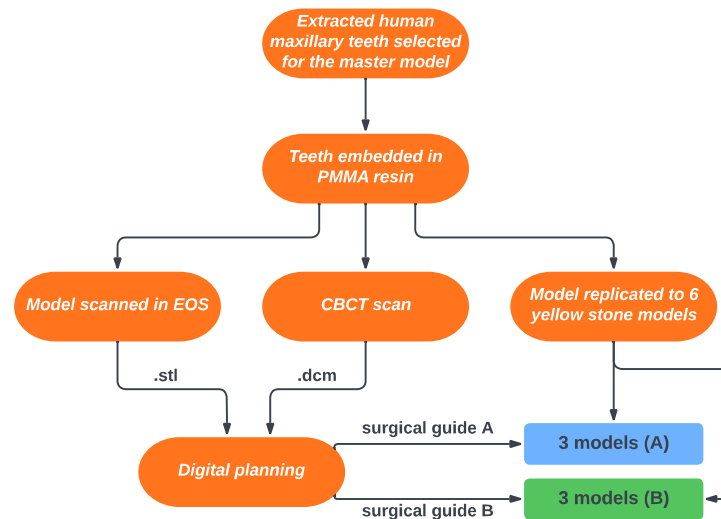 Extracted human
maxillary teeth selected
for the master model
Teeth embedded in
PMMA resin
Model scanned in EOS
CBCT scan
Model replicated to 6
yellow stone models
.stl
.dcm
surgical guide A
3 models (A)
Digital planning
3 models (B)
surgical guide B